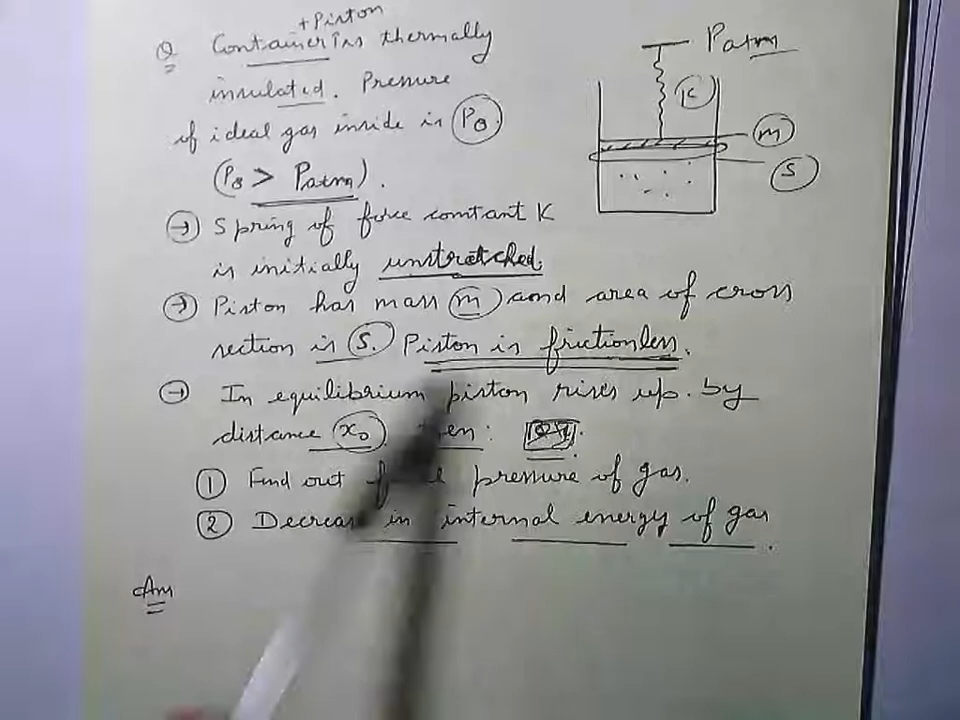 + Piston
Q Container is thermally
insulated. Pressure
of ideal gas inside is P0.
(P0 > Patm).
→ Spring of force constant K
is initially unstretched.
→ Piston has mass m and area of cross
section is S. Piston is frictionless.
→ In equilibrium piston rises up. by
distance x0. then:
① Find out pressure of gas.
② Decrease in internal energy of gas.
Ans
Patm
K
m
S